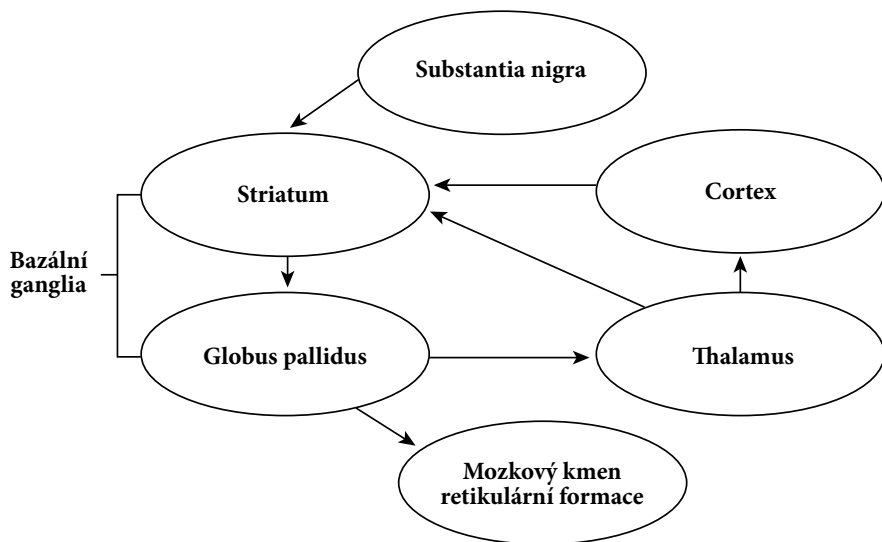 Substantia nigra
Striatum
Cortex
Bazální
ganglia
Globus pallidus
Thalamus
Mozkový kmen
retikulární formace